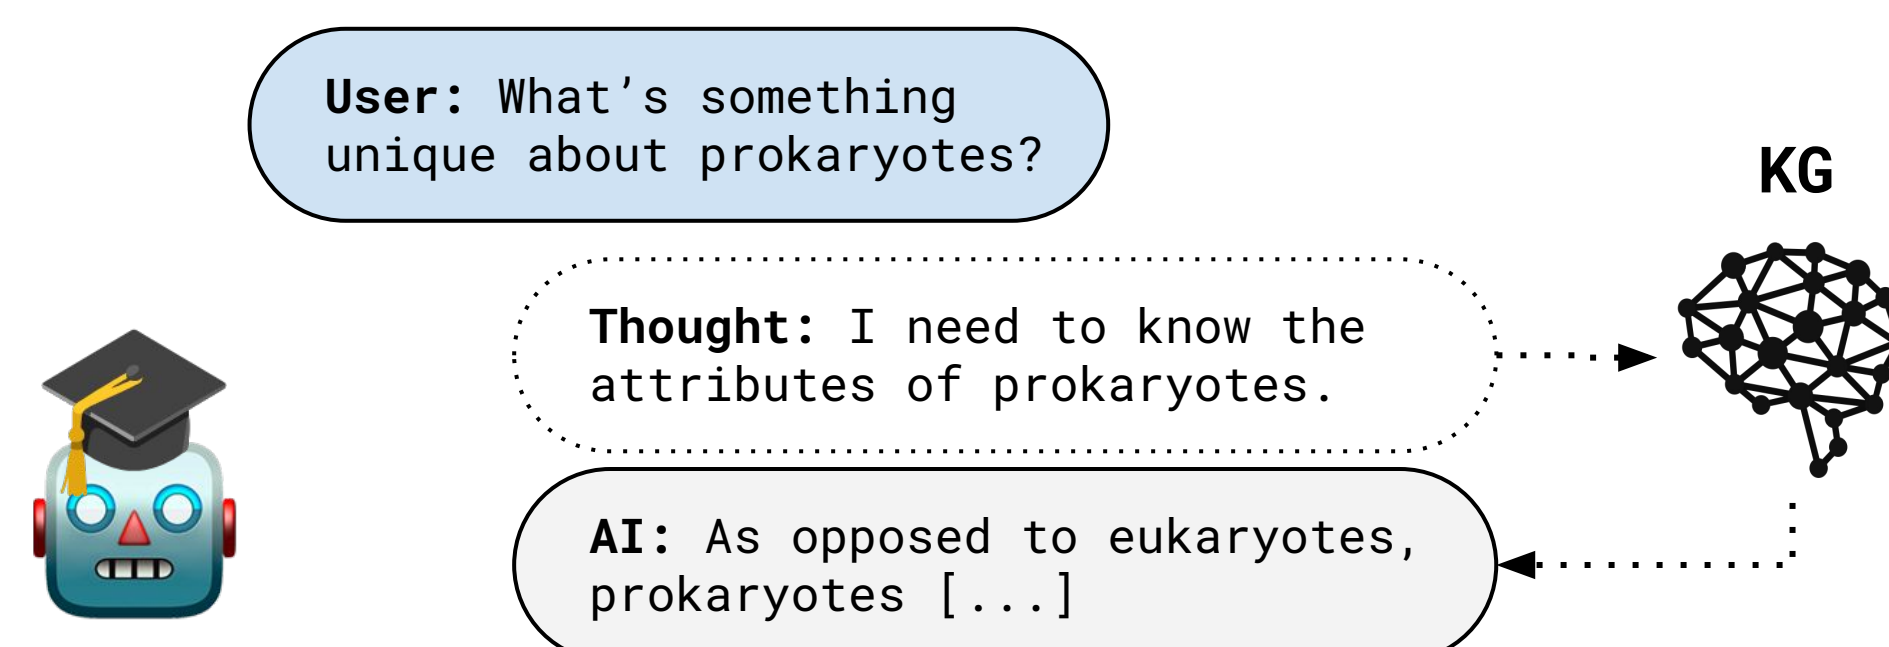 User: What’s something
unique about prokaryotes?
KG
Thought: I need to know the
attributes of prokaryotes.
AI: As opposed to eukaryotes,
prokaryotes [...]